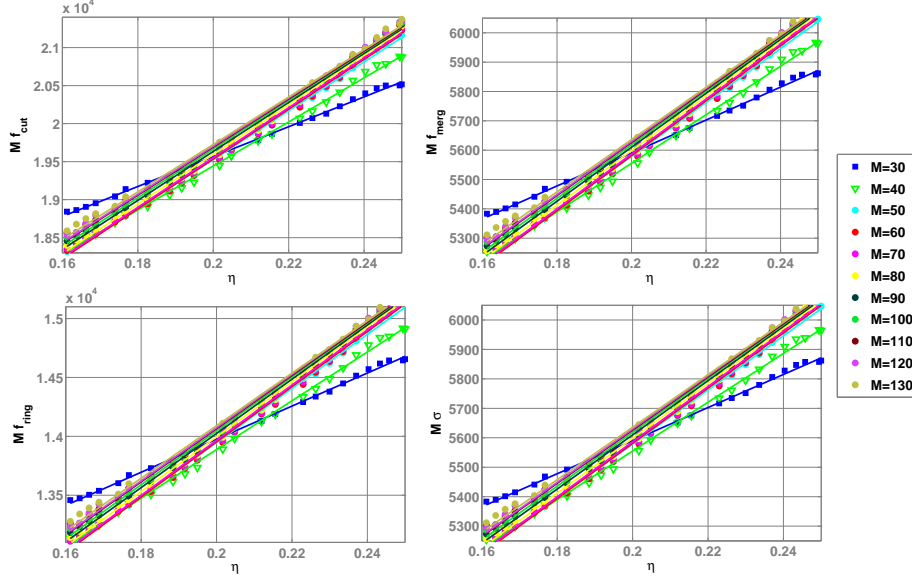 x 10⁴
2.1
2.05
2
1.95
1.9
1.85
M f_cut
0.16
0.18
0.2
0.22
0.24
η
6000
5900
5800
5700
5600
5500
5400
5300
M f_merg
0.16
0.18
0.2
0.22
0.24
η
x 10⁴
1.5
1.45
1.4
1.35
M f_ring
0.16
0.18
0.2
0.22
0.24
η
6000
5900
5800
5700
5600
5500
5400
5300
M σ
0.16
0.18
0.2
0.22
0.24
η
M=30
M=40
M=50
M=60
M=70
M=80
M=90
M=100
M=110
M=120
M=130